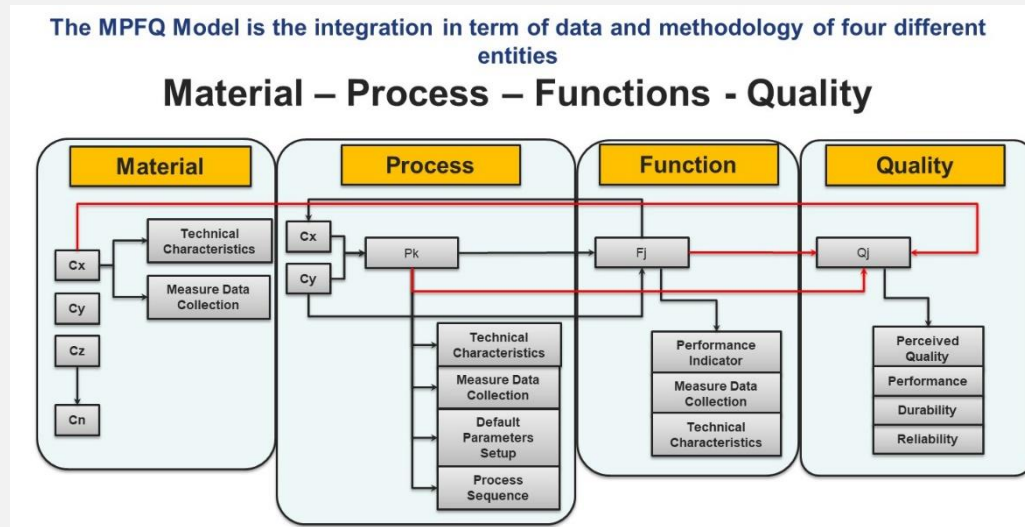 The MPFQ Model is the integration in term of data and methodology of four different
entities
Material – Process – Functions - Quality
Material
Cx
Cy
Cz
Cn
Technical
Characteristics
Measure Data
Collection
Process
Cx
Cy
Pk
Technical
Characteristics
Measure Data
Collection
Default
Parameters
Setup
Process
Sequence
Function
Fj
Performance
Indicator
Measure Data
Collection
Technical
Characteristics
Quality
Qj
Perceived
Quality
Performance
Durability
Reliability